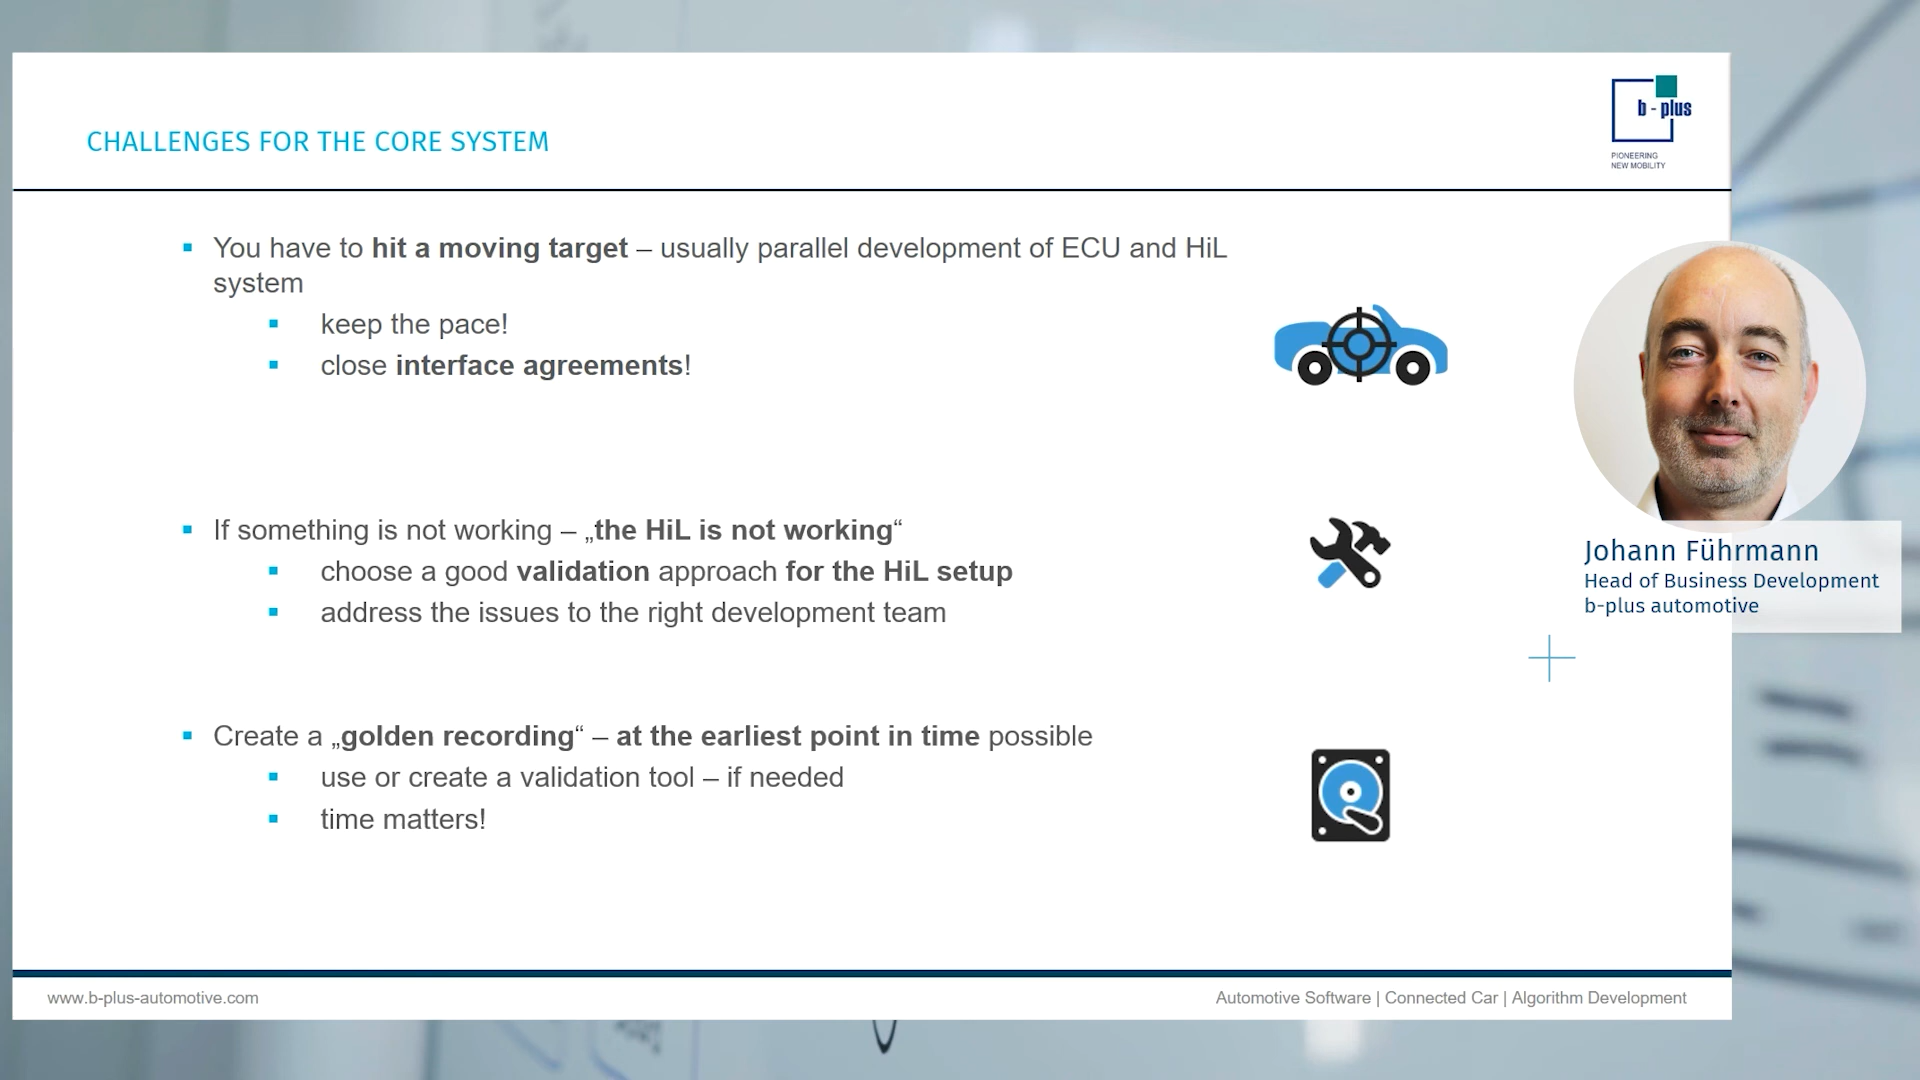 b - plus
PIONEERING
NEW MOBILITY
CHALLENGES FOR THE CORE SYSTEM
▪ You have to hit a moving target – usually parallel development of ECU and HiL
system
▪ keep the pace!
▪ close interface agreements!
▪ If something is not working – „the HiL is not working“
▪ choose a good validation approach for the HiL setup
▪ address the issues to the right development team
▪ Create a „golden recording“ – at the earliest point in time possible
▪ use or create a validation tool – if needed
▪ time matters!
Johann Führmann
Head of Business Development
b-plus automotive
www.b-plus-automotive.com
Automotive Software | Connected Car | Algorithm Development